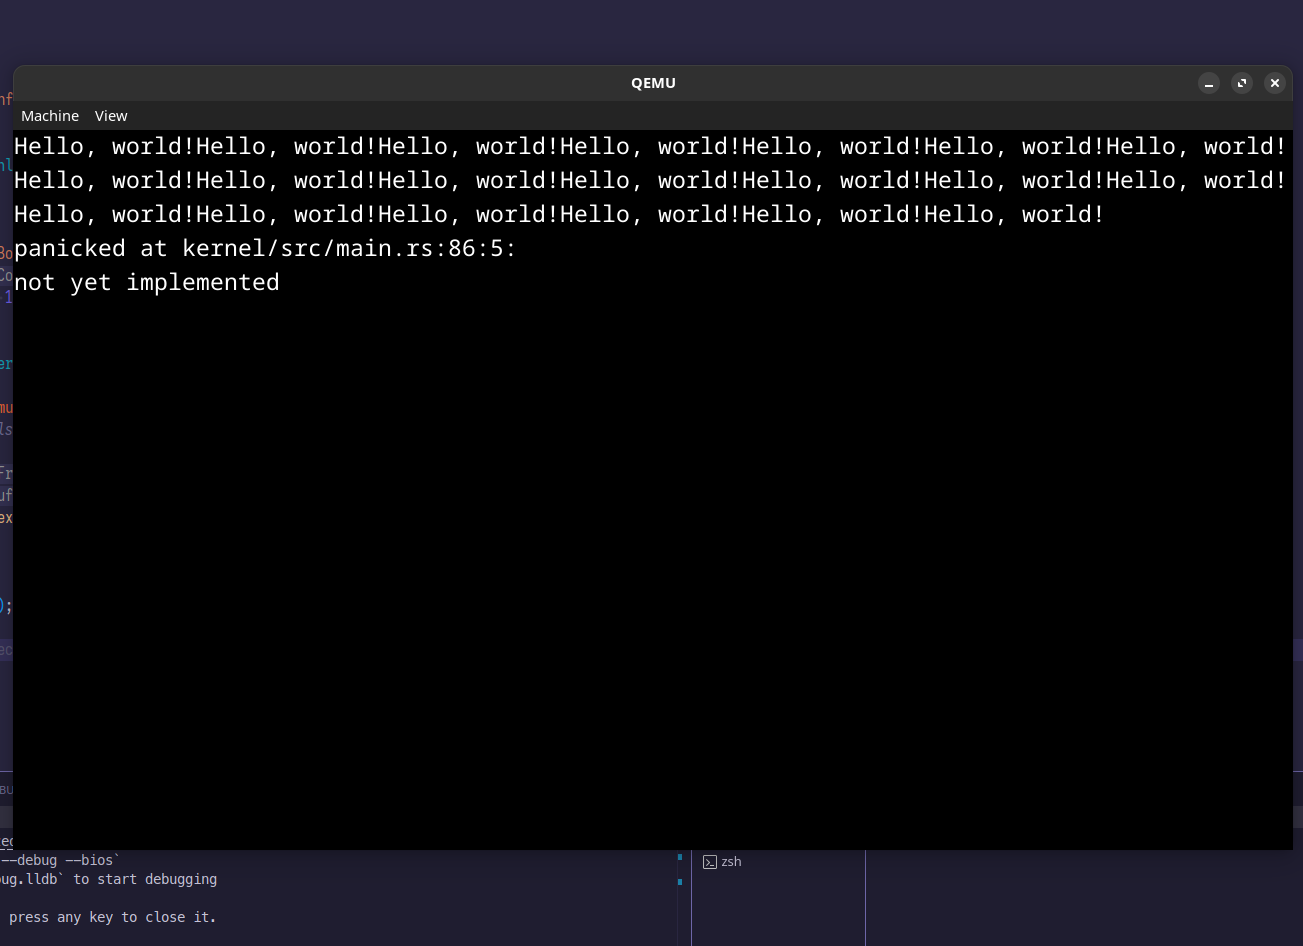 QEMU
Machine View
Hello, world!Hello, world!Hello, world!Hello, world!Hello, world!Hello, world!Hello, world!
Hello, world!Hello, world!Hello, world!Hello, world!Hello, world!Hello, world!Hello, world!
Hello, world!Hello, world!Hello, world!Hello, world!Hello, world!Hello, world!
panicked at kernel/src/main.rs:86:5:
not yet implemented
--debug --bios`
ug.lldb` to start debugging
press any key to close it.
zsh